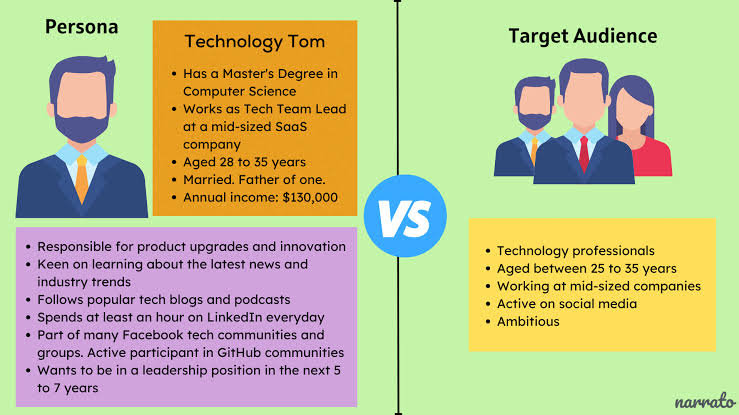 Persona
Technology Tom
• Has a Master's Degree in
Computer Science
• Works as Tech Team Lead
at a mid-sized SaaS
company
• Aged 28 to 35 years
• Married. Father of one.
• Annual income: $130,000
• Responsible for product upgrades and innovation
• Keen on learning about the latest news and
industry trends
• Follows popular tech blogs and podcasts
• Spends at least an hour on LinkedIn everyday
• Part of many Facebook tech communities and
groups. Active participant in GitHub communities
• Wants to be in a leadership position in the next 5
to 7 years
VS
Target Audience
• Technology professionals
• Aged between 25 to 35 years
• Working at mid-sized companies
• Active on social media
• Ambitious
narrato